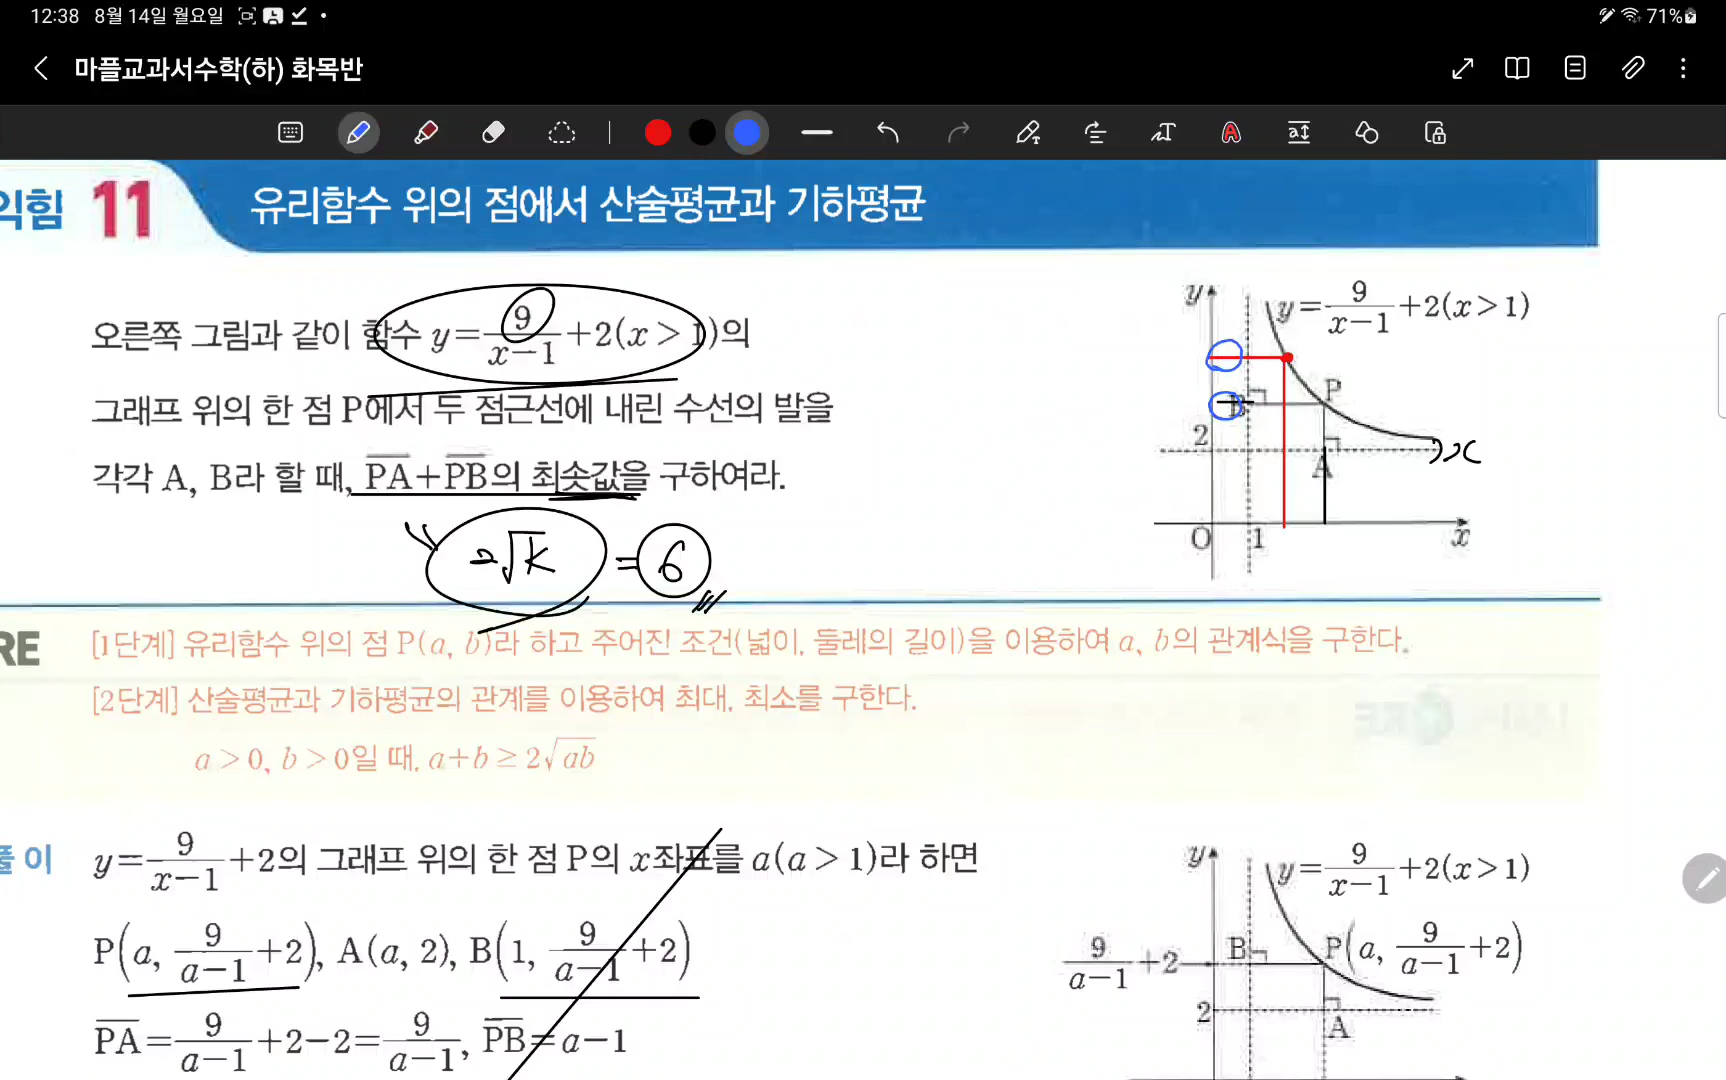 12:38 8월 14일 월요일
71%
마플교과서수학(하) 화목반
익힘 11 유리함수 위의 점에서 산술평균과 기하평균
오른쪽 그림과 같이 함수 y=9/(x-1)+2(x>1)의
그래프 위의 한 점 P에서 두 점근선에 내린 수선의 발을
각각 A, B라 할 때, PA+PB의 최솟값을 구하여라.
2√k = 6
y
y=9/(x-1)+2(x>1)
P
B
2
A
x
O
1
x
RE [1단계] 유리함수 위의 점 P(a, b)라 하고 주어진 조건(넓이, 둘레의 길이)을 이용하여 a, b의 관계식을 구한다.
[2단계] 산술평균과 기하평균의 관계를 이용하여 최대, 최소를 구한다.
a>0, b>0일 때, a+b≥2√ab
풀이 y=9/(x-1)+2의 그래프 위의 한 점 P의 x좌표를 a(a>1)라 하면
P(a, 9/(a-1)+2), A(a, 2), B(1, 9/(a-1)+2)
PA=9/(a-1)+2-2=9/(a-1), PB=a-1
y
y=9/(x-1)+2(x>1)
9/(a-1)+2
B
P(a, 9/(a-1)+2)
2
A